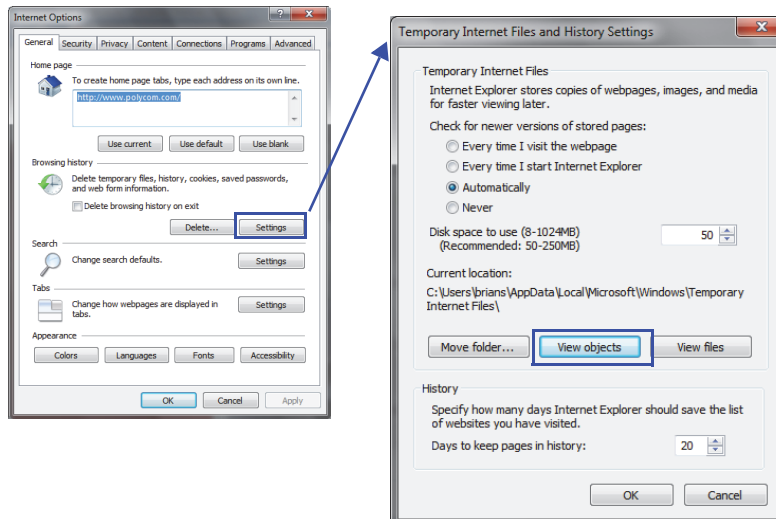 Internet Options
General Security Privacy Content Connections Programs Advanced
Home page
To create home page tabs, type each address on its own line.
http://www.polycom.com/
Use current Use default Use blank
Browsing history
Delete temporary files, history, cookies, saved passwords,
and web form information.
Delete browsing history on exit
Delete... Settings
Search
Change search defaults. Settings
Tabs
Change how webpages are displayed in
tabs.
Settings
Appearance
Colors Languages Fonts Accessibility
OK Cancel Apply
Temporary Internet Files and History Settings
Temporary Internet Files
Internet Explorer stores copies of webpages, images, and media
for faster viewing later.
Check for newer versions of stored pages:
Every time I visit the webpage
Every time I start Internet Explorer
Automatically
Never
Disk space to use (8-1024MB)
(Recommended: 50-250MB)
50
Current location:
C:\Users\brians\AppData\Local\Microsoft\Windows\Temporary
Internet Files\
Move folder... View objects View files
History
Specify how many days Internet Explorer should save the list
of websites you have visited.
Days to keep pages in history: 20
OK Cancel